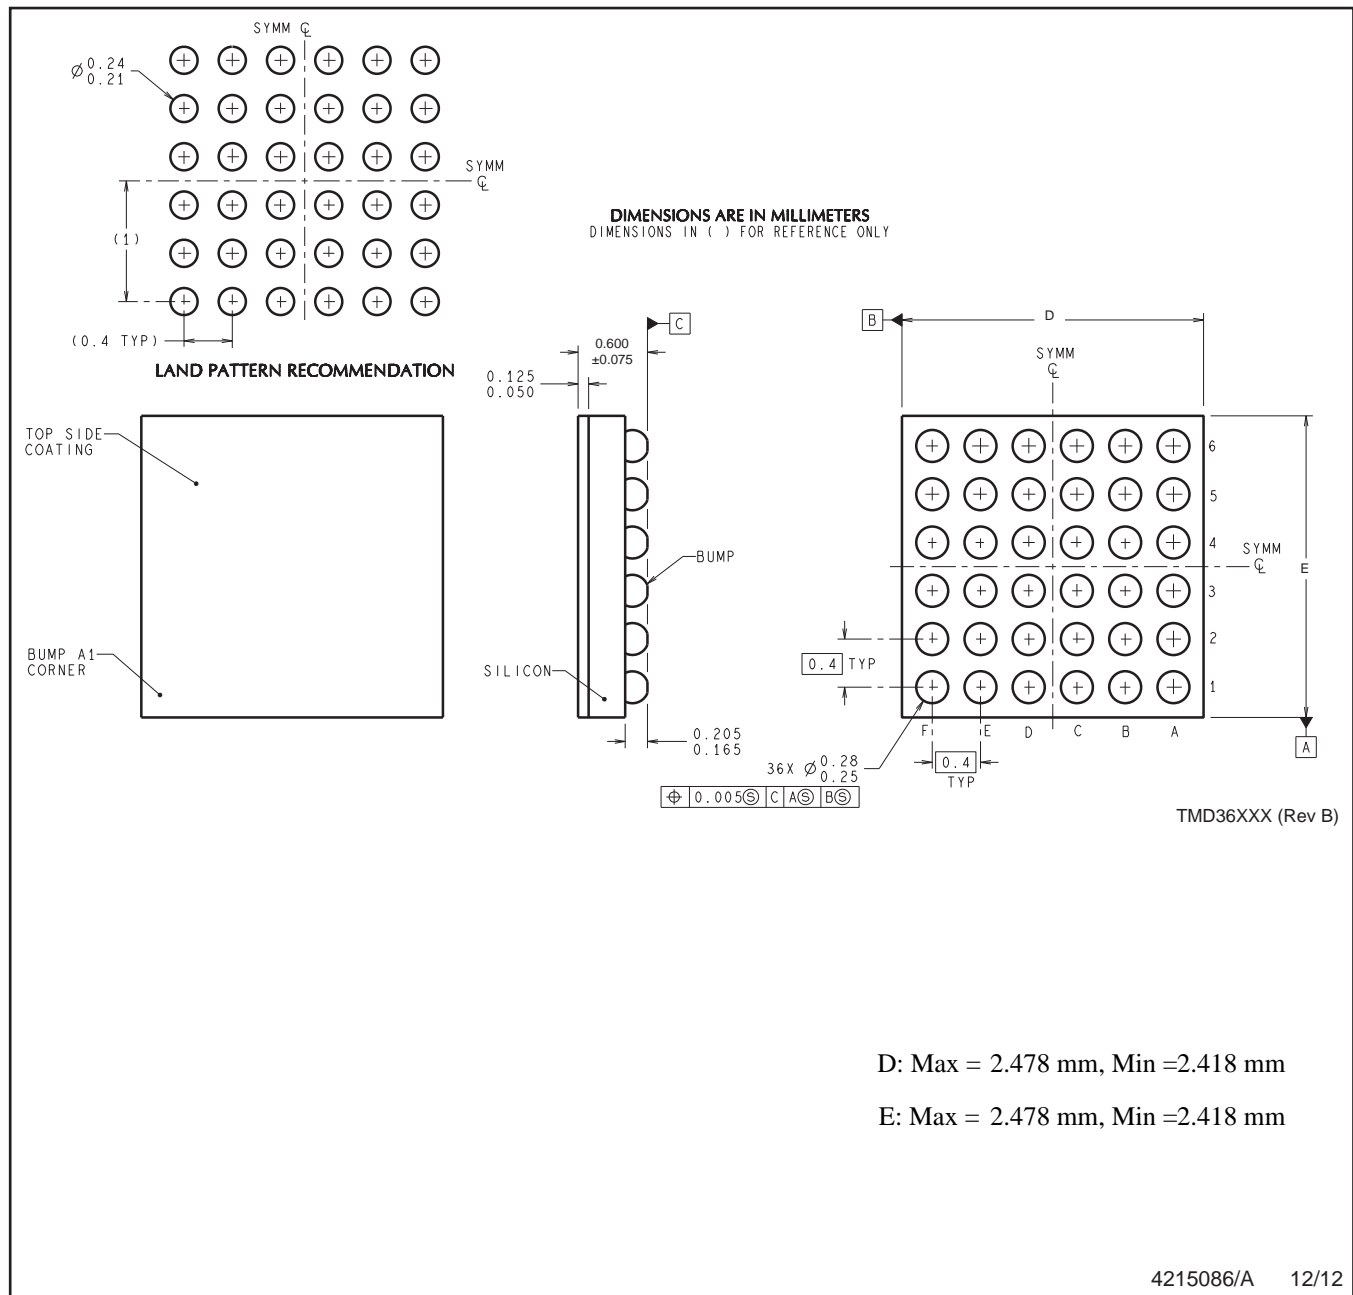 SYMM ℄
⌀ 0.24
0.21
SYMM
℄
(1)
(0.4 TYP)
LAND PATTERN RECOMMENDATION
DIMENSIONS ARE IN MILLIMETERS
DIMENSIONS IN ( ) FOR REFERENCE ONLY
TOP SIDE
COATING
BUMP A1
CORNER
C
0.600
±0.075
0.125
0.050
BUMP
SILICON
0.205
0.165
B
D
SYMM
℄
6
5
4
3
2
1
SYMM
℄
E
0.4 TYP
F E D C B A
A
36X ⌀ 0.28
0.25
0.4
TYP
⌖ 0.005Ⓢ C AⓈ BⓈ
TMD36XXX (Rev B)
D: Max = 2.478 mm, Min =2.418 mm
E: Max = 2.478 mm, Min =2.418 mm
4215086/A 12/12